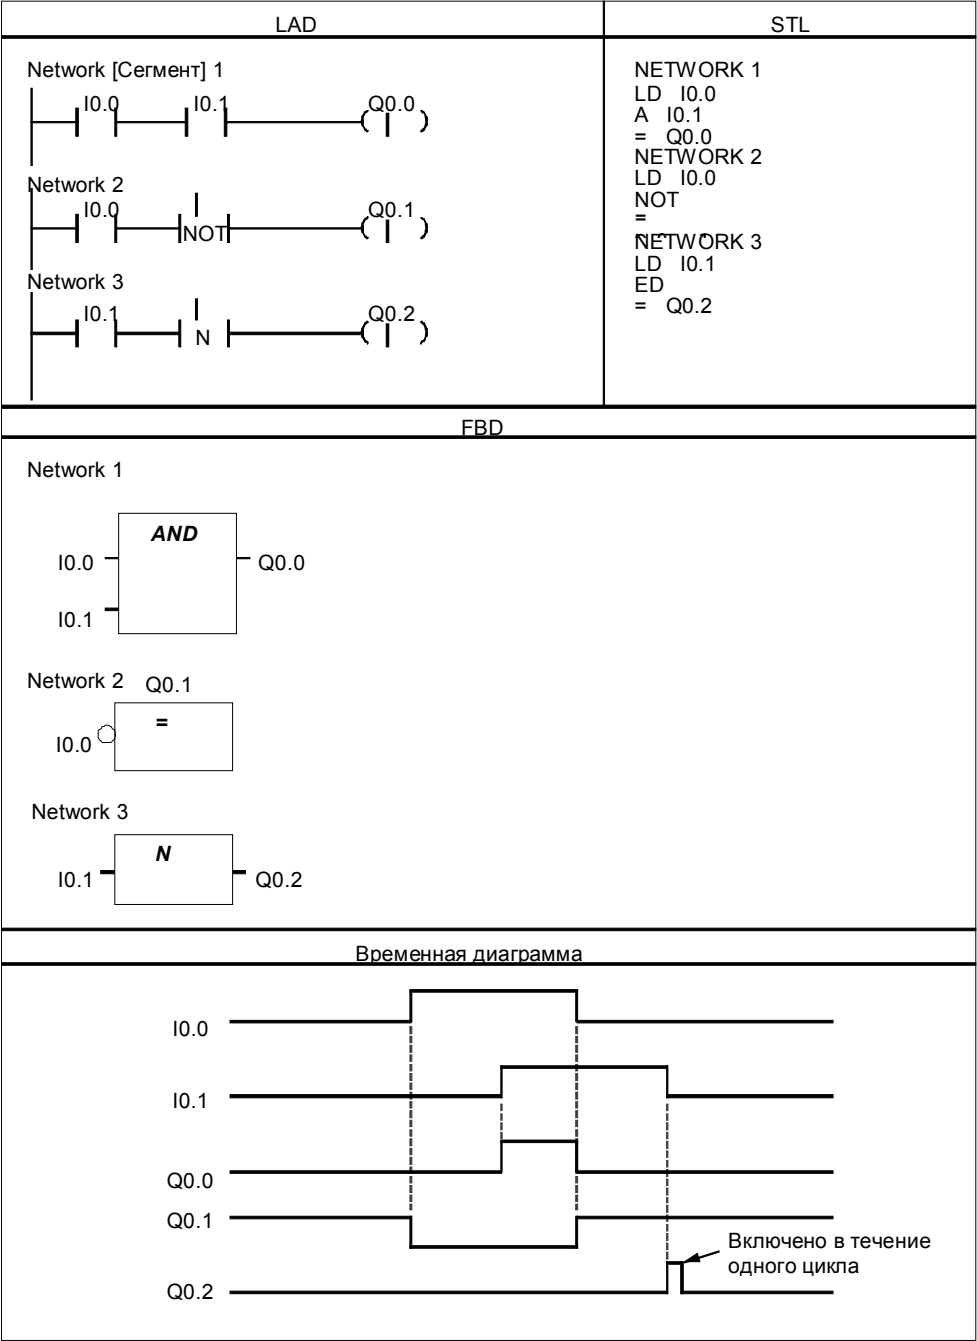 LAD
STL
Network [Сегмент] 1
I0.0 I0.1 Q0.0
Network 2
I0.0 NOT Q0.1
Network 3
I0.1 N Q0.2
NETWORK 1
LD I0.0
A I0.1
= Q0.0
NETWORK 2
LD I0.0
NOT
=
NETWORK 3
LD I0.1
ED
= Q0.2
FBD
Network 1
AND
I0.0 Q0.0
I0.1
Network 2 Q0.1
=
I0.0
Network 3
N
I0.1 Q0.2
Временная диаграмма
I0.0
I0.1
Q0.0
Q0.1
Включено в течение
одного цикла
Q0.2